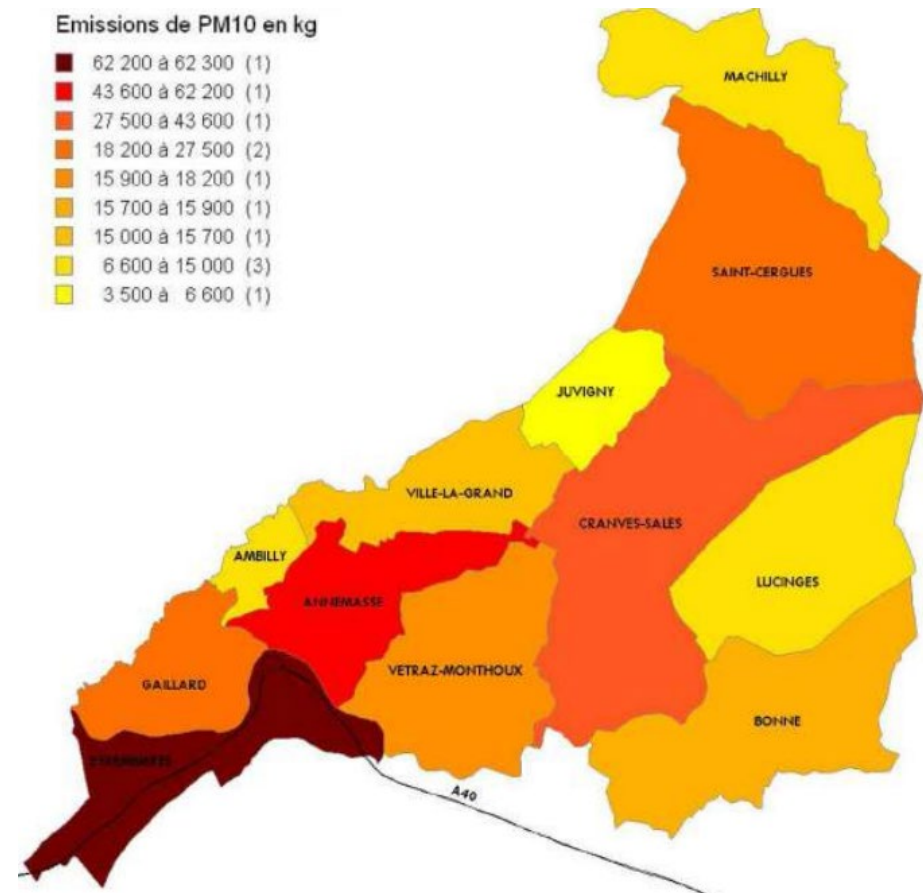 Emissions de PM10 en kg
62 200 à 62 300 (1)
43 600 à 62 200 (1)
27 500 à 43 600 (1)
18 200 à 27 500 (2)
15 900 à 18 200 (1)
15 700 à 15 900 (1)
15 000 à 15 700 (1)
6 600 à 15 000 (3)
3 500 à 6 600 (1)
MACHILLY
SAINT-CERGUES
JUVIGNY
VILLE-LA-GRAND
CRANVES-SALES
AMBILLY
LUCINGES
ANNEMASSE
VETRAZ-MONTHOUX
GAILLARD
BONNE
A40